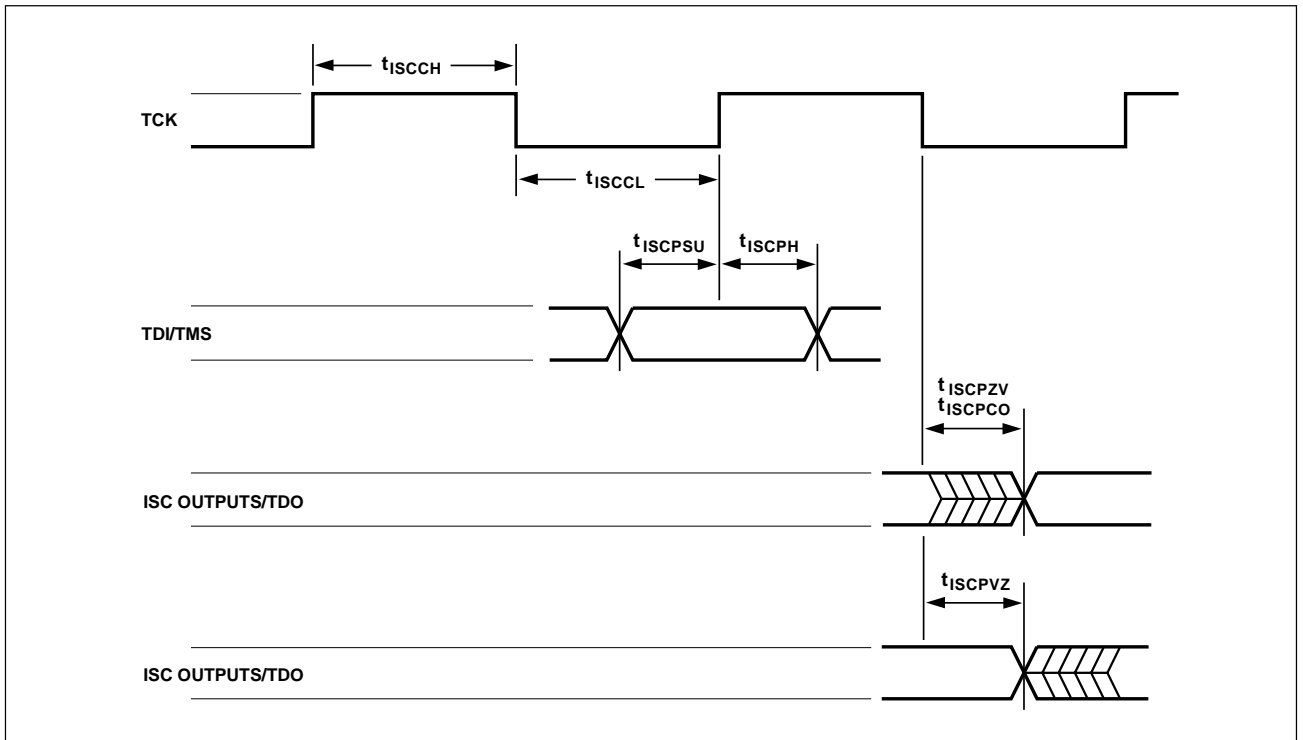 tISCCH
TCK
tISCCL
tISCPSU
tISCPH
TDI/TMS
tISCPZV
tISCPCO
ISC OUTPUTS/TDO
tISCPVZ
ISC OUTPUTS/TDO